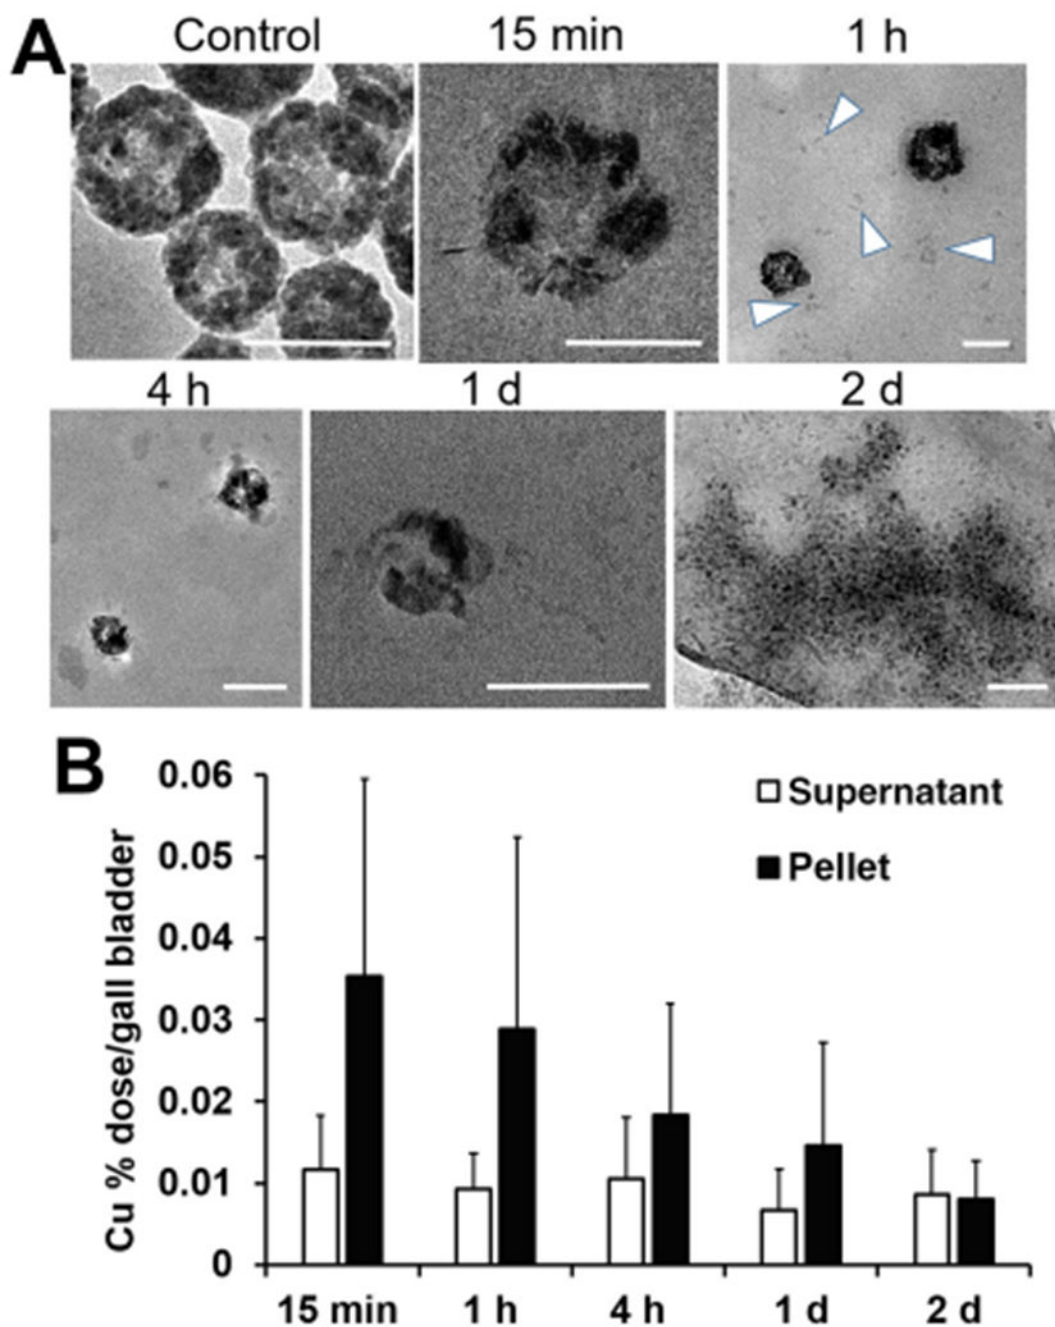 A
Control
15 min
1 h
4 h
1 d
2 d
B
Supernatant
Pellet
Cu % dose/gall bladder
0.06
0.05
0.04
0.03
0.02
0.01
0
15 min
1 h
4 h
1 d
2 d